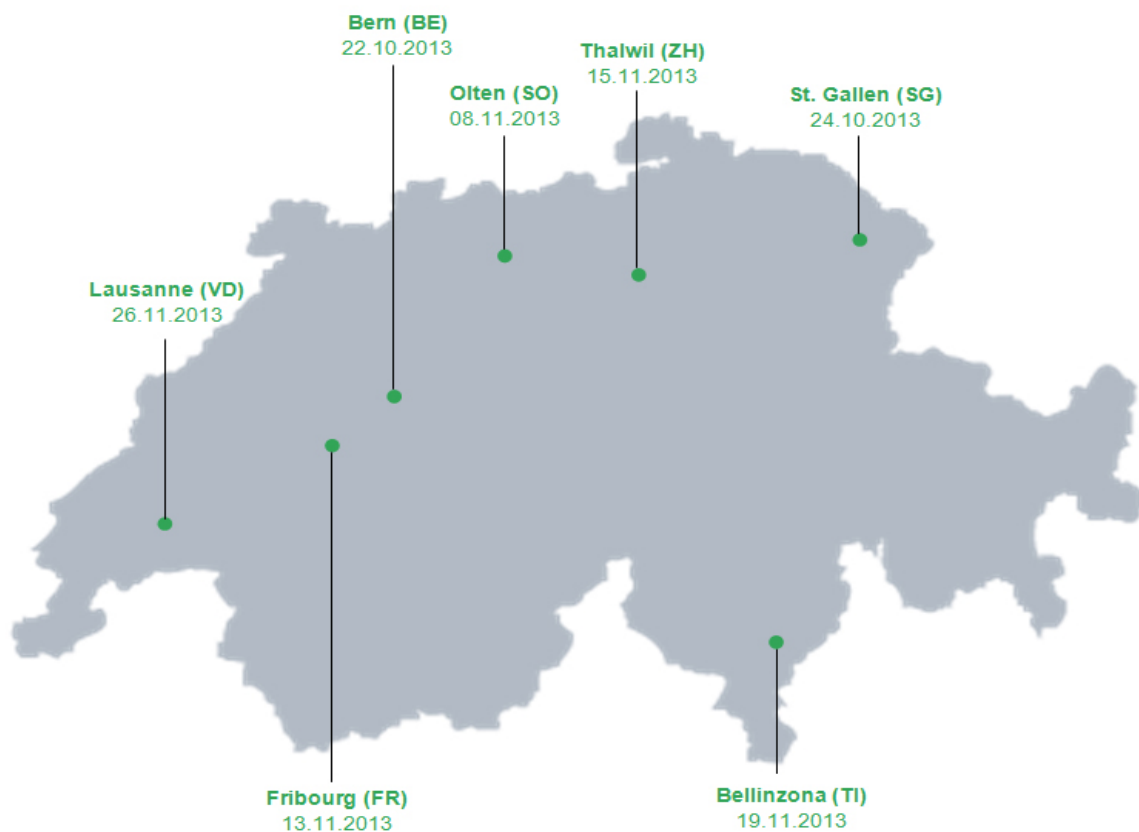 Bern (BE)
22.10.2013
Thalwil (ZH)
15.11.2013
Olten (SO)
08.11.2013
St. Gallen (SG)
24.10.2013
Lausanne (VD)
26.11.2013
Fribourg (FR)
13.11.2013
Bellinzona (TI)
19.11.2013